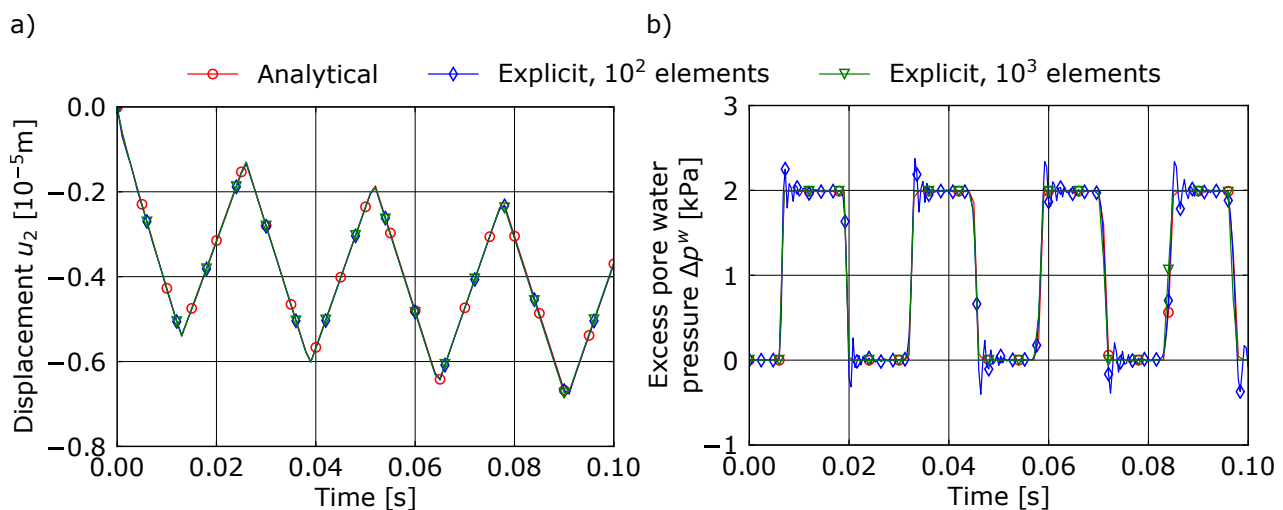 a)
b)
Analytical
Explicit, 10² elements
Explicit, 10³ elements
Displacement u₂ [10⁻⁵m]
0.0
−0.2
−0.4
−0.6
−0.8
0.00
0.02
0.04
0.06
0.08
0.10
Time [s]
Excess pore water
pressure Δpʷ [kPa]
3
2
1
0
−1
0.00
0.02
0.04
0.06
0.08
0.10
Time [s]